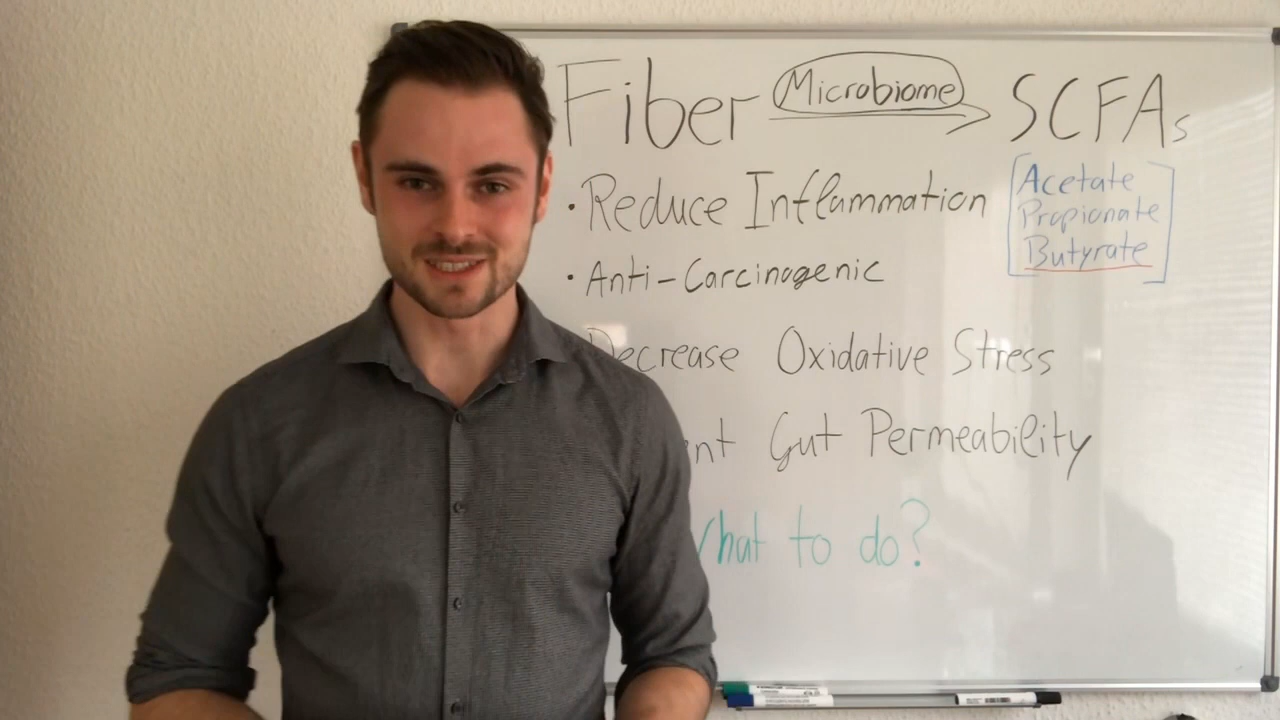 Fiber Microbiome SCFAs
• Reduce Inflammation
Acetate
Propionate
Butyrate
• Anti-Carcinogenic
Decrease Oxidative Stress
Gut Permeability
to do?